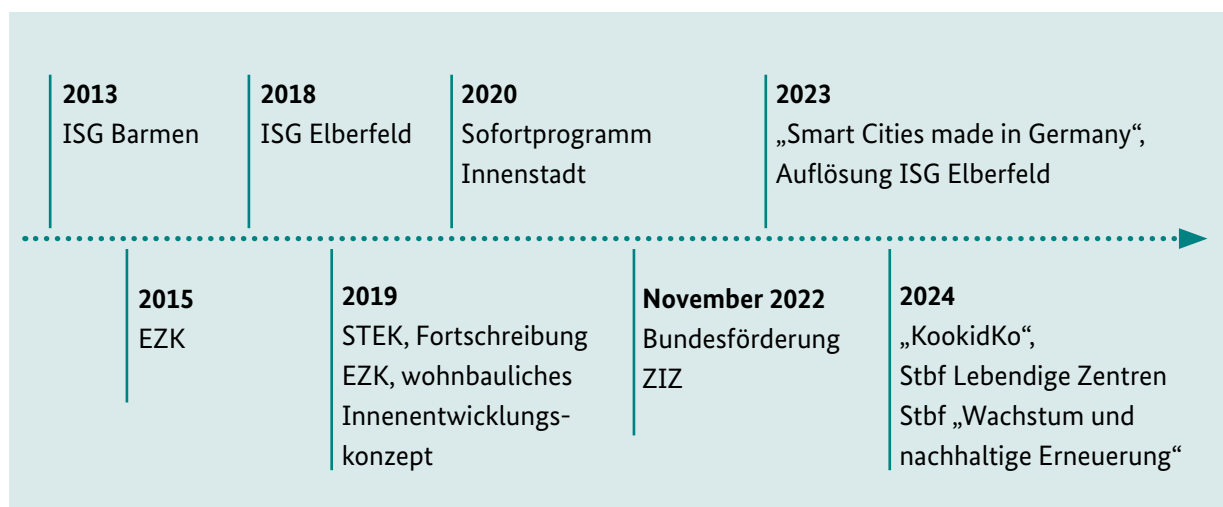 2013
ISG Barmen
2018
ISG Elberfeld
2020
Sofortprogramm
Innenstadt
2023
„Smart Cities made in Germany“,
Auflösung ISG Elberfeld
2015
EZK
2019
STEK, Fortschreibung
EZK, wohnbauliches
Innenentwicklungs-
konzept
November 2022
Bundesförderung
ZIZ
2024
„KookidKo“,
Stbf Lebendige Zentren
Stbf „Wachstum und
nachhaltige Erneuerung“